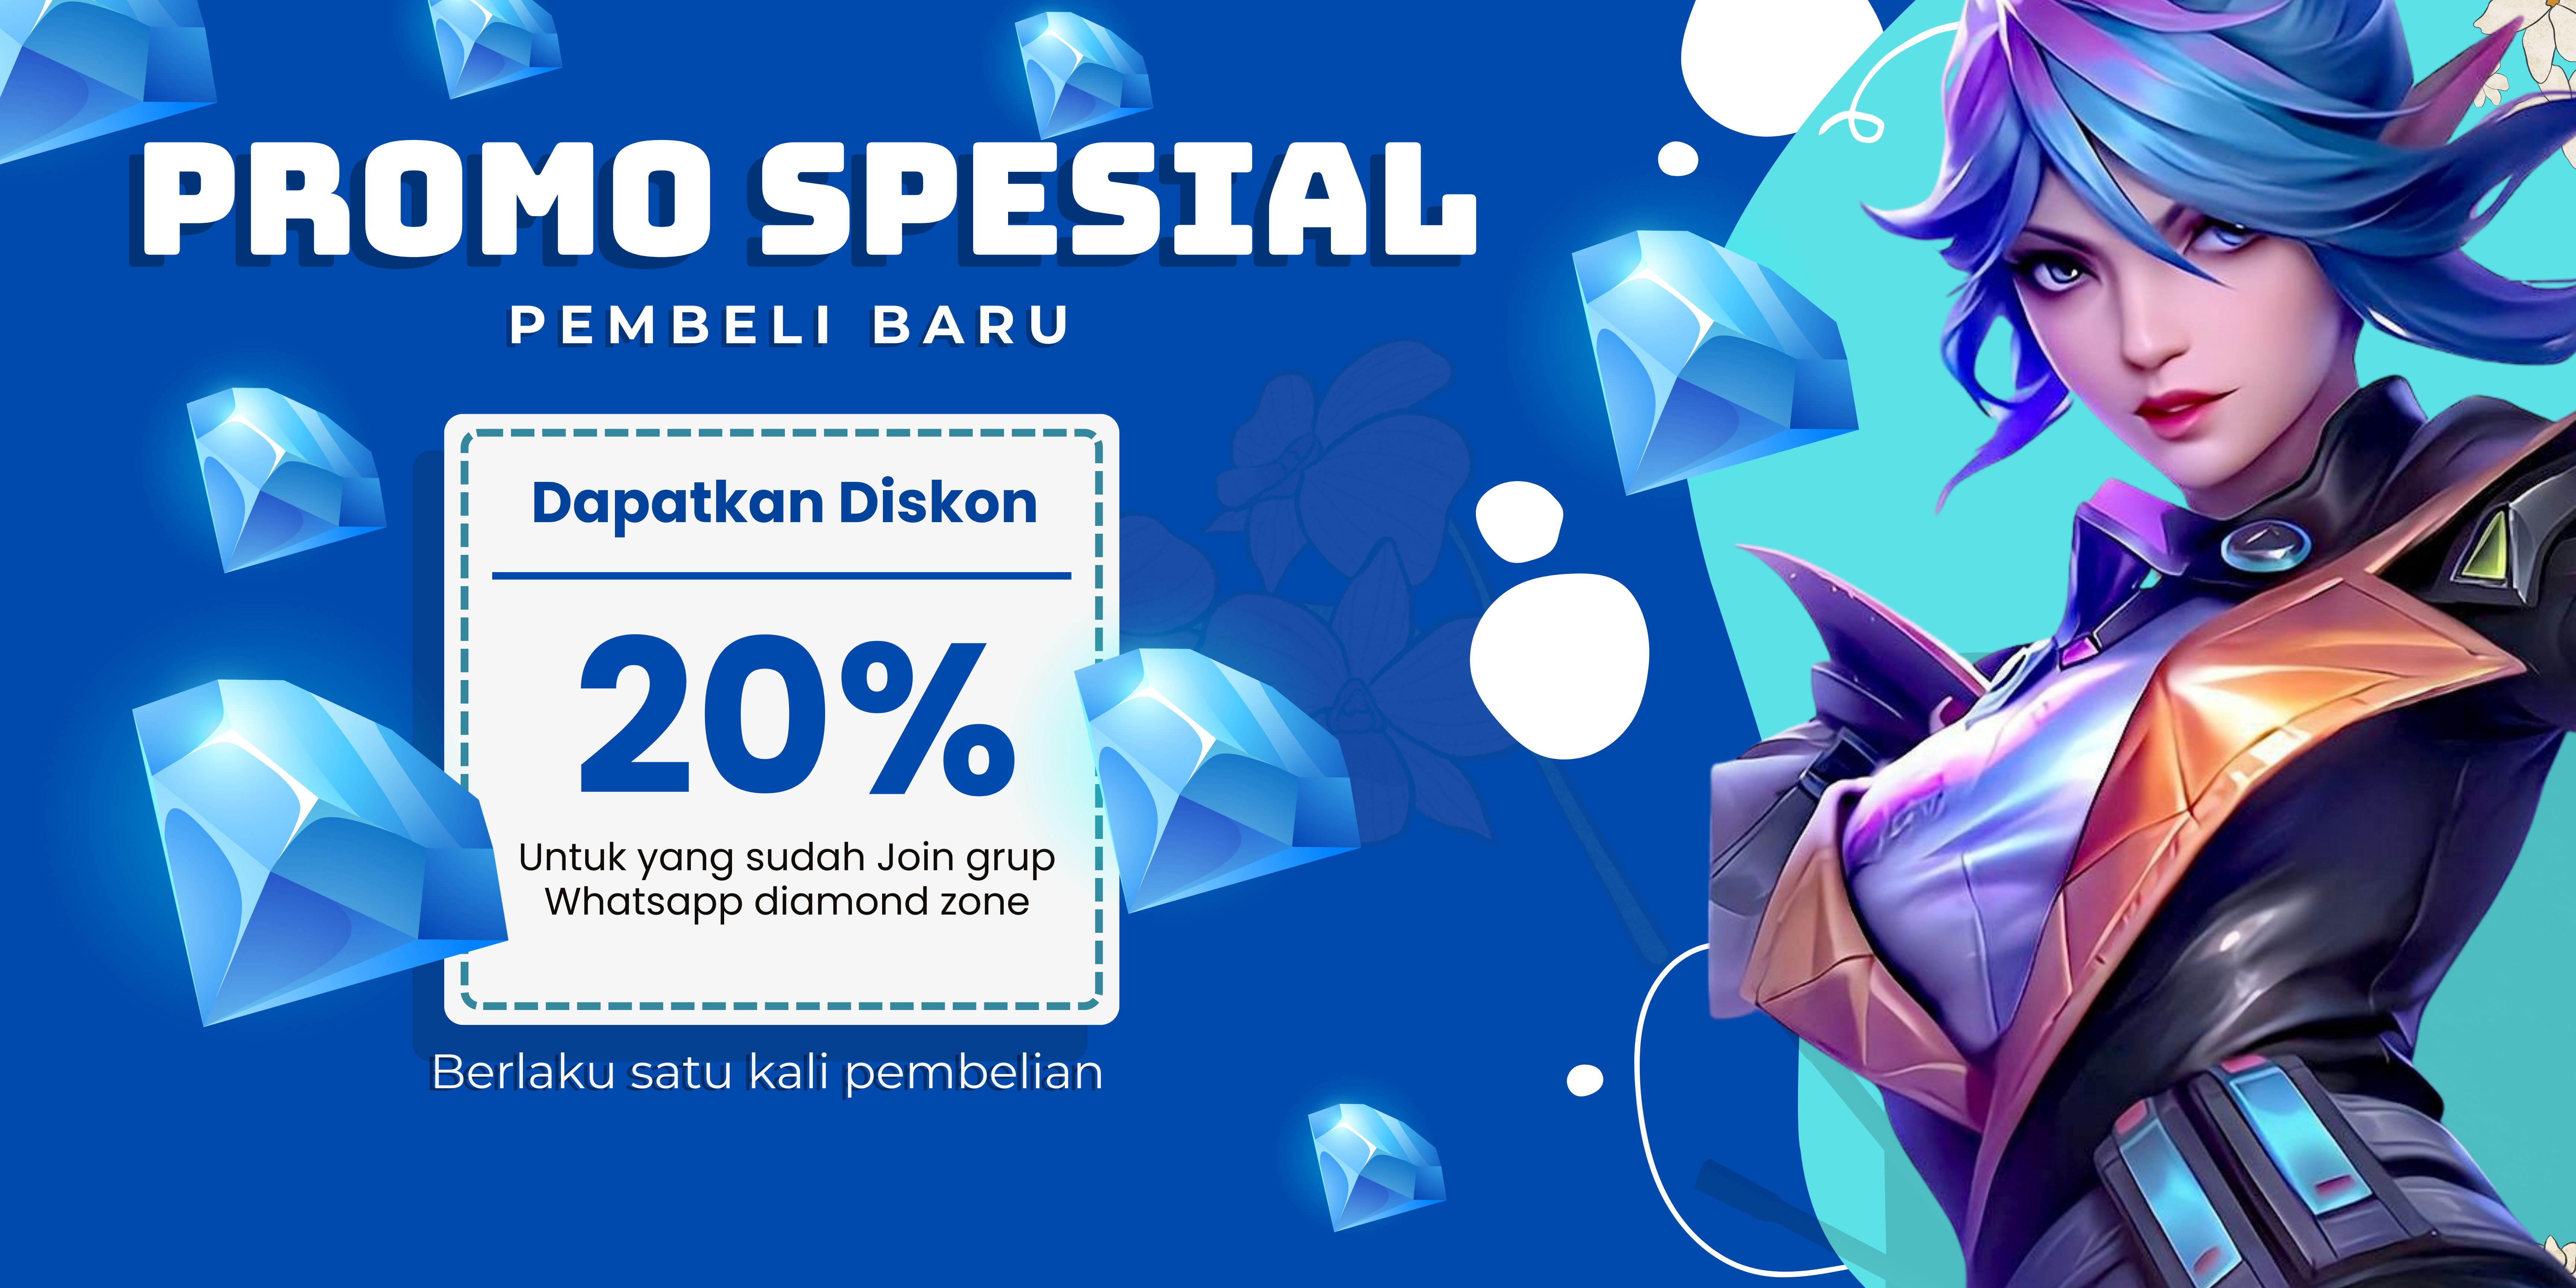 PROMO SPESIAL
PEMBELI BARU
Dapatkan Diskon
20%
Untuk yang sudah Join grup
Whatsapp diamond zone
Berlaku satu kali pembelian